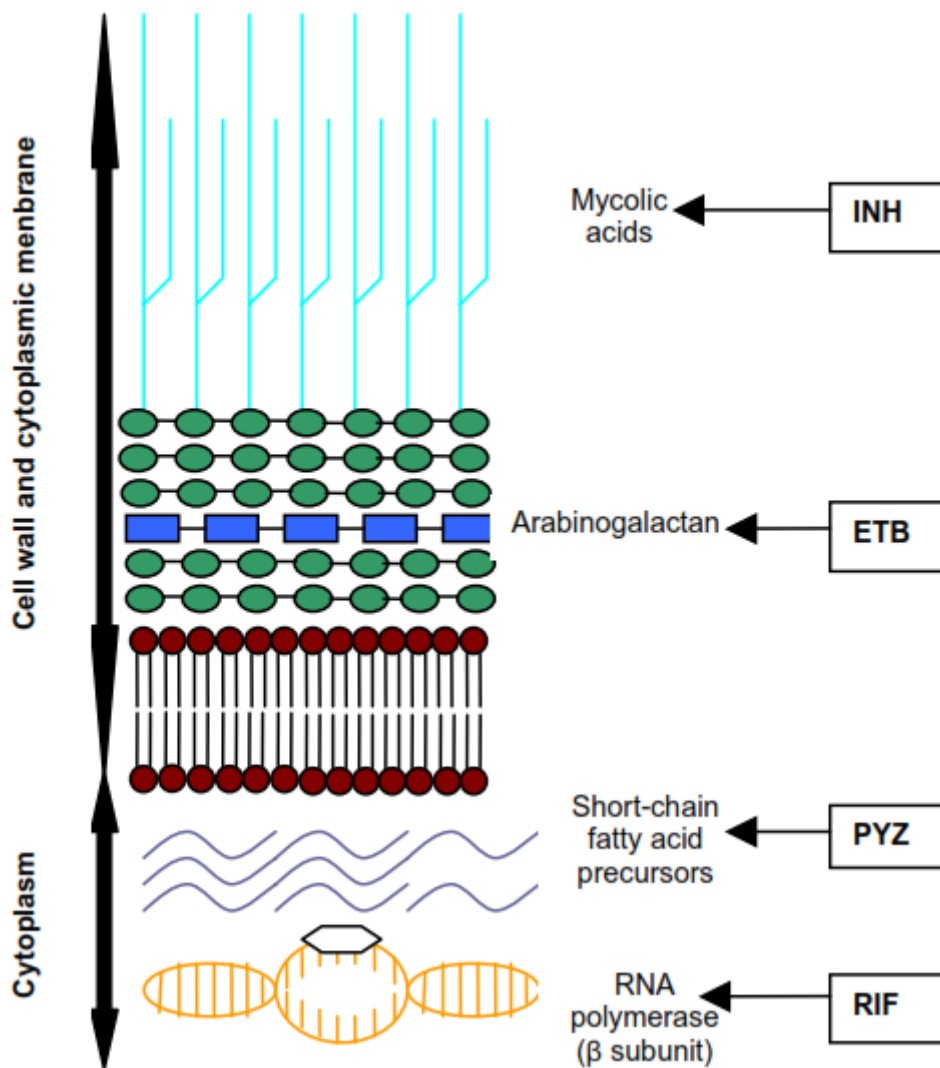 Cell wall and cytoplasmic menbrane
Mycolic
acids
INH
Arabinogalactan
ETB
Cytoplasm
Short-chain
fatty acid
precursors
PYZ
RNA
polymerase
(β subunit)
RIF